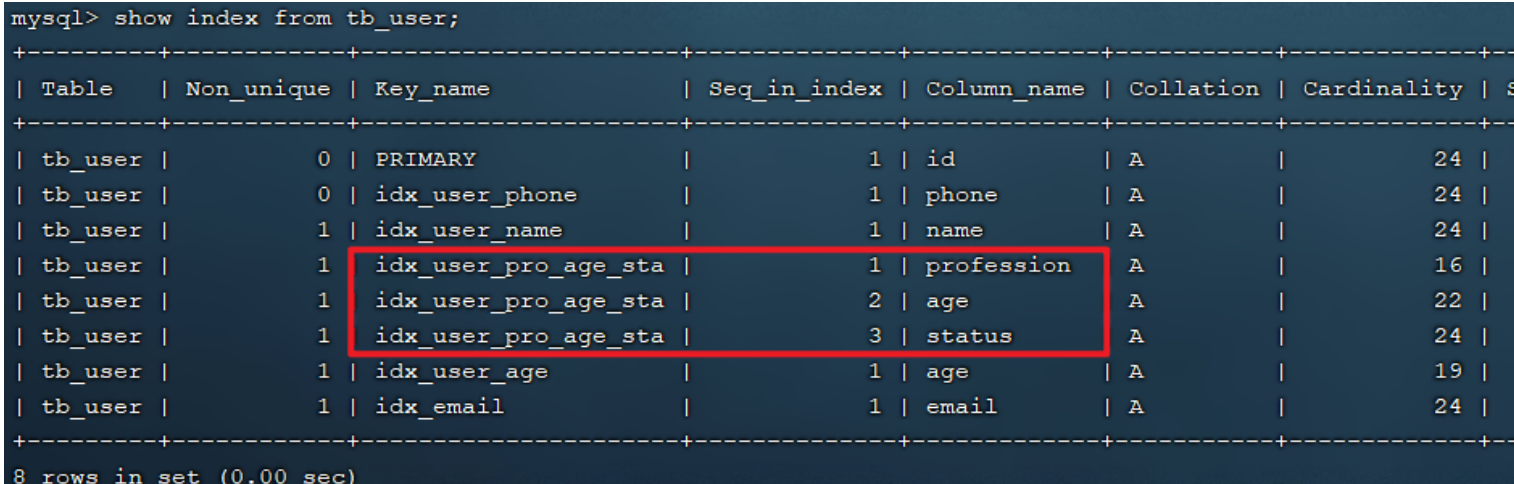 mysql> show index from tb_user;
+---------+------------+---------------------+--------------+-------------+-----------+-------------+--
| Table | Non_unique | Key_name | Seq_in_index | Column_name | Collation | Cardinality | S
+---------+------------+---------------------+--------------+-------------+-----------+-------------+--
| tb_user | 0 | PRIMARY | 1 | id | A | 24 |
| tb_user | 0 | idx_user_phone | 1 | phone | A | 24 |
| tb_user | 1 | idx_user_name | 1 | name | A | 24 |
| tb_user | 1 | idx_user_pro_age_sta | 1 | profession | A | 16 |
| tb_user | 1 | idx_user_pro_age_sta | 2 | age | A | 22 |
| tb_user | 1 | idx_user_pro_age_sta | 3 | status | A | 24 |
| tb_user | 1 | idx_user_age | 1 | age | A | 19 |
| tb_user | 1 | idx_email | 1 | email | A | 24 |
+---------+------------+---------------------+--------------+-------------+-----------+-------------+--
8 rows in set (0.00 sec)